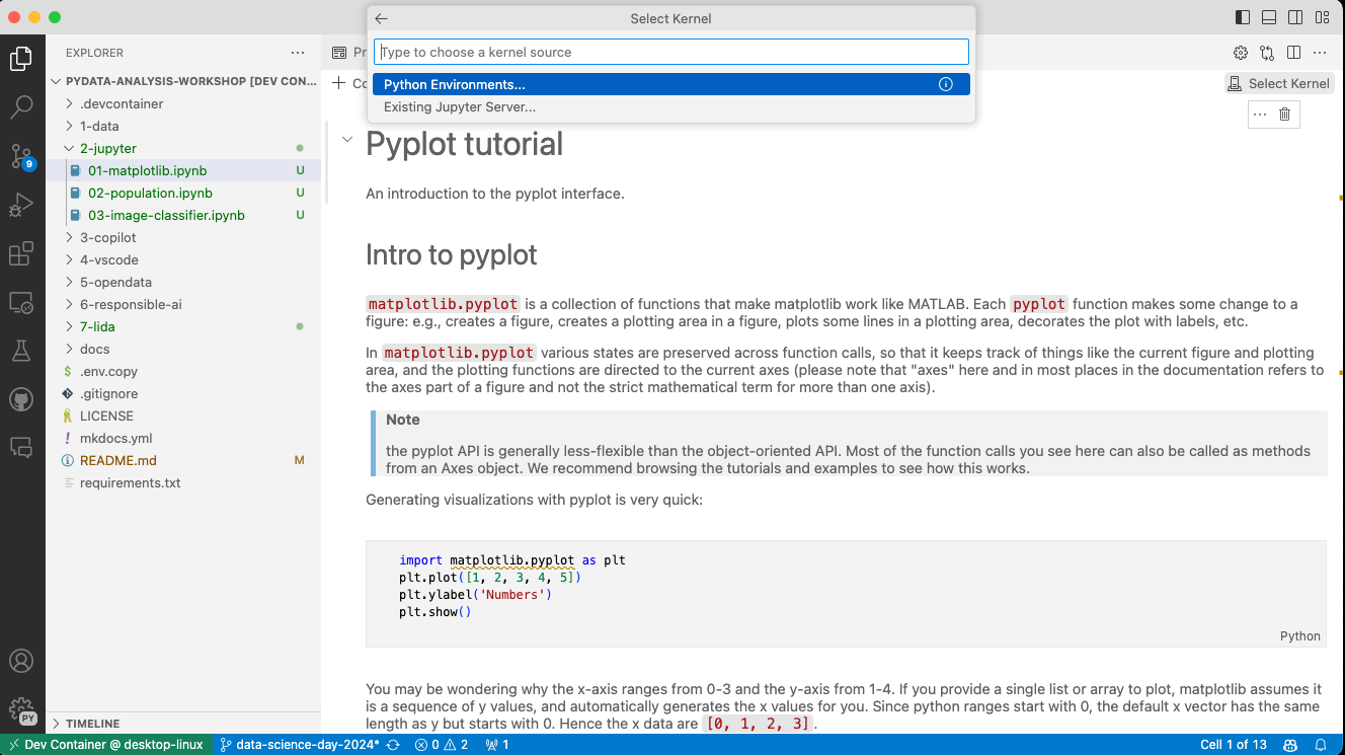 Select Kernel
Type to choose a kernel source
Python Environments...
Existing Jupyter Server...
EXPLORER
PYDATA-ANALYSIS-WORKSHOP [DEV CON...
.devcontainer
1-data
2-jupyter
01-matplotlib.ipynb U
02-population.ipynb U
03-image-classifier.ipynb U
3-copilot
4-vscode
5-opendata
6-responsible-ai
7-lida
docs
$ .env.copy
.gitignore
LICENSE
! mkdocs.yml
README.md M
requirements.txt
TIMELINE
9
PY
Select Kernel
Pyplot tutorial
An introduction to the pyplot interface.
Intro to pyplot
matplotlib.pyplot is a collection of functions that make matplotlib work like MATLAB. Each pyplot function makes some change to a
figure: e.g., creates a figure, creates a plotting area in a figure, plots some lines in a plotting area, decorates the plot with labels, etc.
In matplotlib.pyplot various states are preserved across function calls, so that it keeps track of things like the current figure and plotting
area, and the plotting functions are directed to the current axes (please note that "axes" here and in most places in the documentation refers to
the axes part of a figure and not the strict mathematical term for more than one axis).
Note
the pyplot API is generally less-flexible than the object-oriented API. Most of the function calls you see here can also be called as methods
from an Axes object. We recommend browsing the tutorials and examples to see how this works.
Generating visualizations with pyplot is very quick:
import matplotlib.pyplot as plt
plt.plot([1, 2, 3, 4, 5])
plt.ylabel('Numbers')
plt.show()
Python
You may be wondering why the x-axis ranges from 0-3 and the y-axis from 1-4. If you provide a single list or array to plot, matplotlib assumes it
is a sequence of y values, and automatically generates the x values for you. Since python ranges start with 0, the default x vector has the same
length as y but starts with 0. Hence the x data are [0, 1, 2, 3].
Dev Container @ desktop-linux data-science-day-2024* 0 2 1 Cell 1 of 13